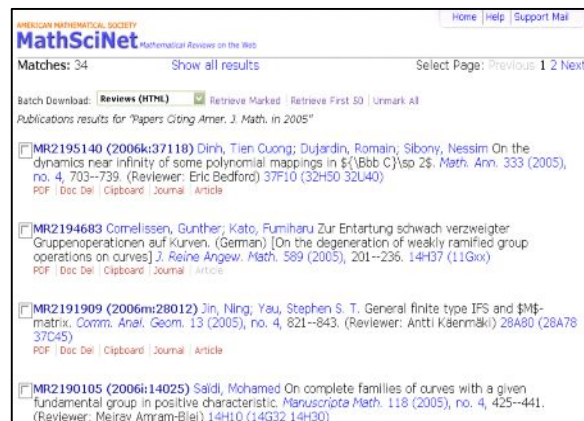 Home | Help | Support Mail
AMERICAN MATHEMATICAL SOCIETY
MathSciNet Mathematical Reviews on the Web
Matches: 34 Show all results Select Page: Previous 1 2 Next
Batch Download: Reviews (HTML) Retrieve Marked | Retrieve First 50 | Unmark All
Publications results for "Papers Citing Amer. J. Math. in 2005"
MR2195140 (2006k:37118) Dinh, Tien Cuong; Dujardin, Romain; Sibony, Nessim On the
dynamics near infinity of some polynomial mappings in ${\Bbb C}\sp 2$. Math. Ann. 333 (2005),
no. 4, 703--739. (Reviewer: Eric Bedford) 37F10 (32H50 32U40)
PDF | Doc Del | Clipboard | Journal | Article
MR2194683 Cornelissen, Gunther; Kato, Fumiharu Zur Entartung schwach verzweigter
Gruppenoperationen auf Kurven. (German) [On the degeneration of weakly ramified group
operations on curves] J. Reine Angew. Math. 589 (2005), 201--236. 14H37 (11Gxx)
PDF | Doc Del | Clipboard | Journal | Article
MR2191909 (2006m:28012) Jin, Ning; Yau, Stephen S. T. General finite type IFS and $M$-
matrix. Comm. Anal. Geom. 13 (2005), no. 4, 821--843. (Reviewer: Antti Käenmäki) 28A80 (28A78
37C45)
PDF | Doc Del | Clipboard | Journal | Article
MR2190105 (2006i:14025) Saïdi, Mohamed On complete families of curves with a given
fundamental group in positive characteristic. Manuscripta Math. 118 (2005), no. 4, 425--441.
(Reviewer: Meirav Amram-Blei) 14H10 (14G32 14H30)